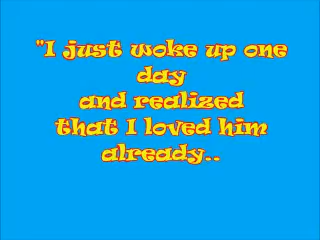 "I just woke up one
day
and realized
that I loved him
already..